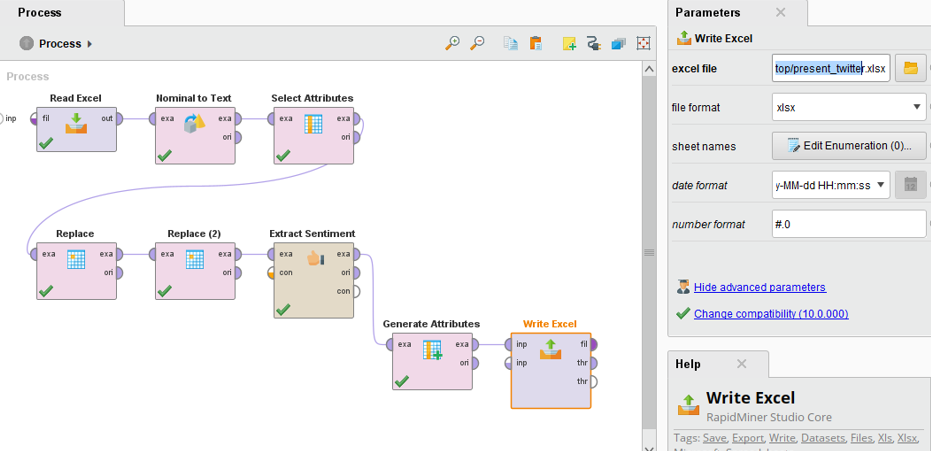 Process
Process
Process
Read Excel
Nominal to Text
Select Attributes
inp
fil out
exa exa
ori
exa exa
ori
Replace
Replace (2)
Extract Sentiment
exa exa
ori
exa exa
ori
exa exa
con ori
con
Generate Attributes
Write Excel
exa exa
ori
inp fil
inp thr
thr
Parameters
Write Excel
excel file top/present_twitter.xlsx
file format xlsx
sheet names Edit Enumeration (0)...
date format y-MM-dd HH:mm:ss
12
number format #.0
Hide advanced parameters
Change compatibility (10.0.000)
Help
Write Excel
RapidMiner Studio Core
Tags: Save, Export, Write, Datasets, Files, Xls, Xlsx,